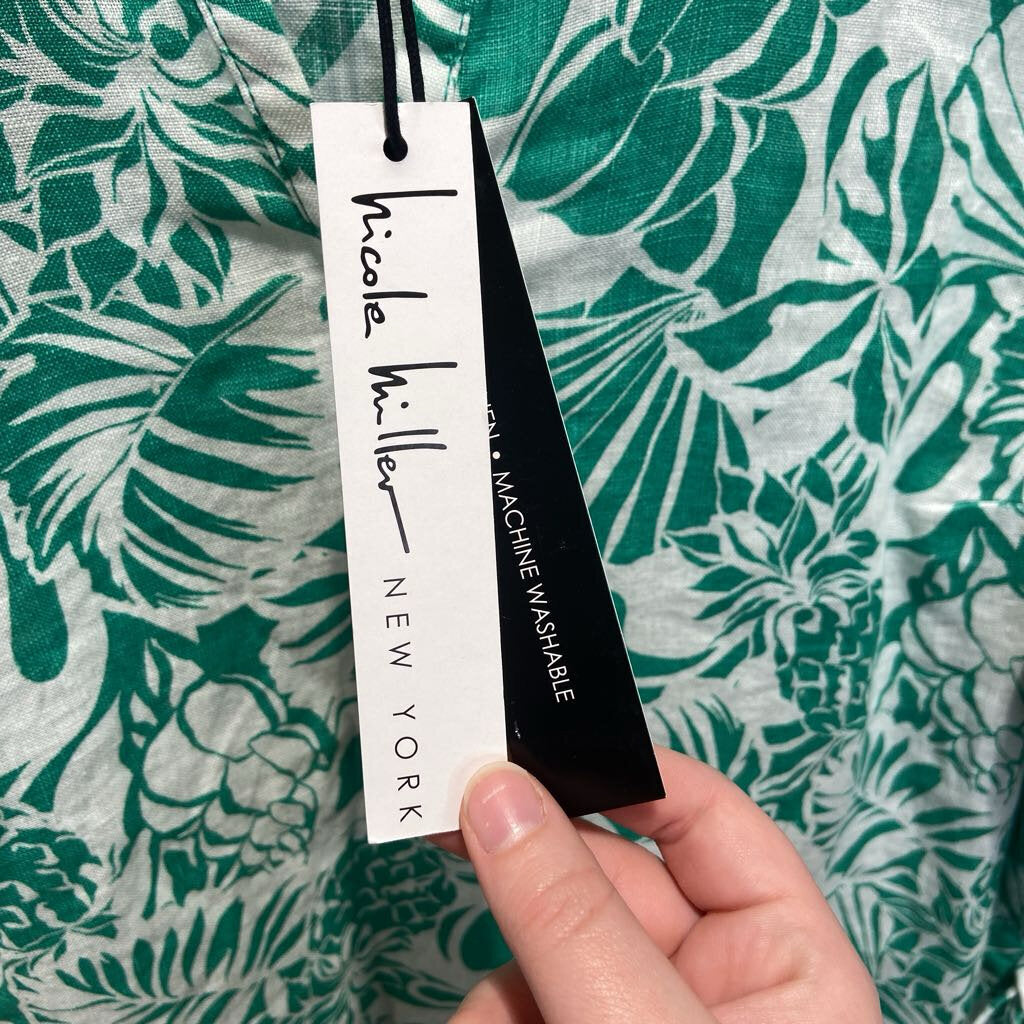 nicole miller
NEW YORK
• MACHINE WASHABLE